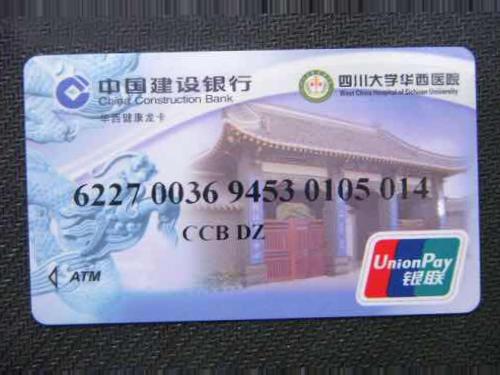 中国建设银行
China Construction Bank
华西健康龙卡
四川大学华西医院
West China Hospital of Sichuan University
6227 0036 9453 0105 014
CCB DZ
ATM
UnionPay
银联